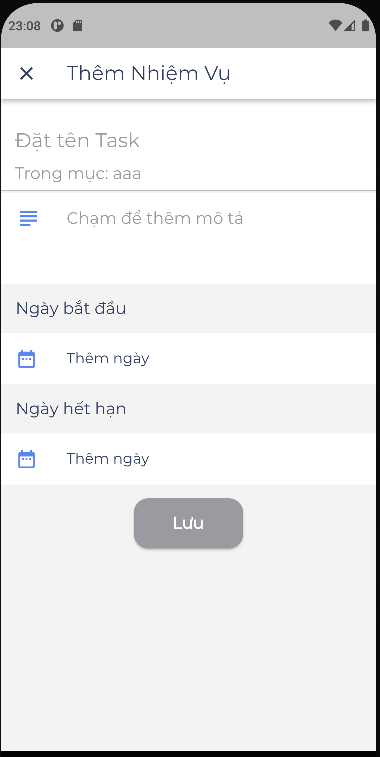 23:08
Thêm Nhiệm Vụ
Đặt tên Task
Trong mục: aaa
Chạm để thêm mô tả
Ngày bắt đầu
Thêm ngày
Ngày hết hạn
Thêm ngày
Lưu